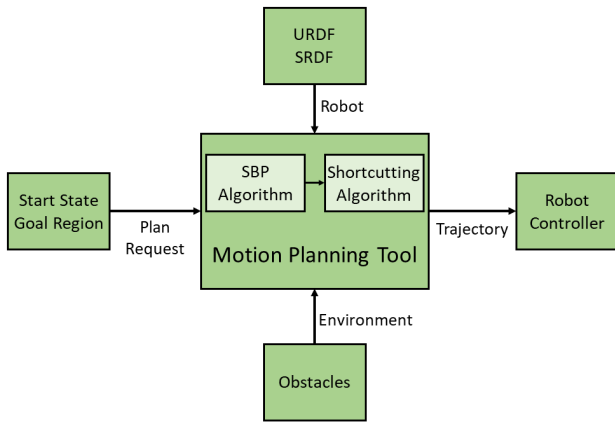 URDF
SRDF
Robot
SBP
Algorithm
Shortcutting
Algorithm
Start State
Goal Region
Plan
Request
Motion Planning Tool
Trajectory
Robot
Controller
Environment
Obstacles